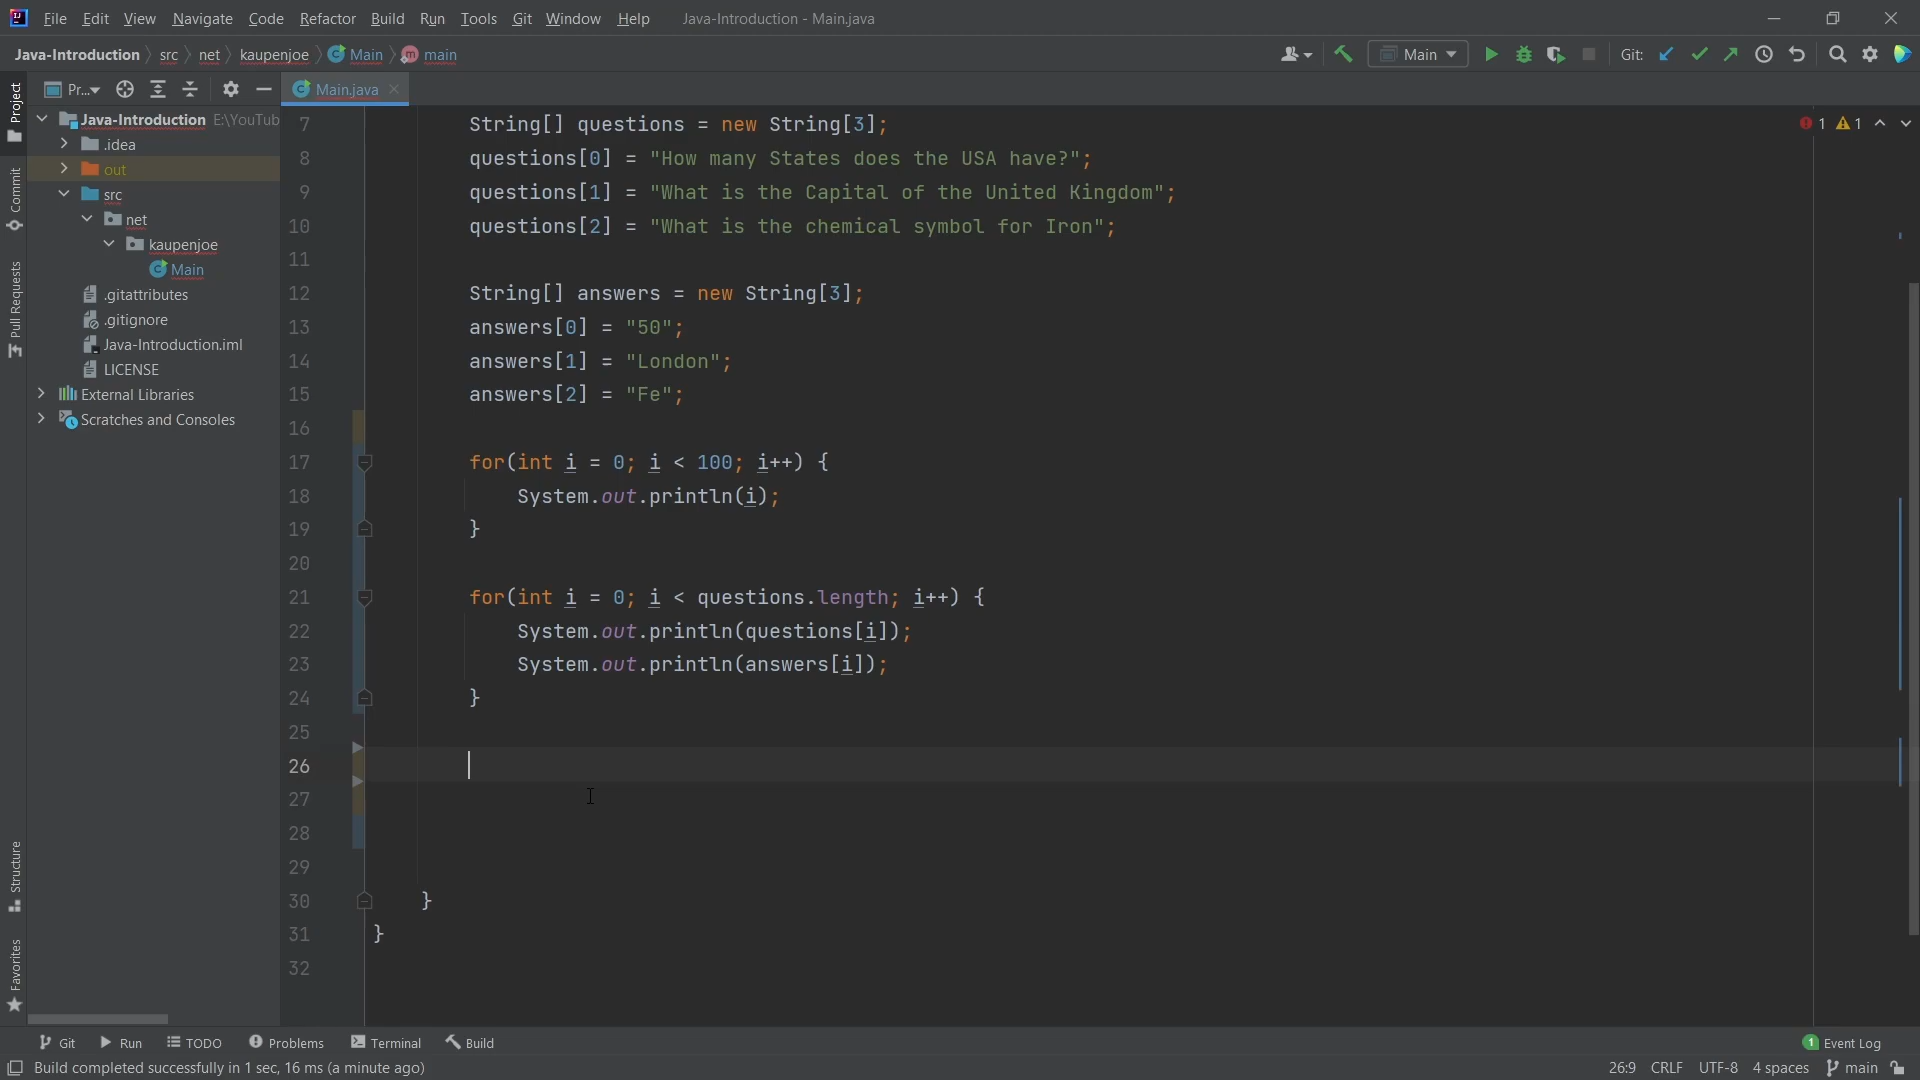 File Edit View Navigate Code Refactor Build Run Tools Git Window Help Java-Introduction - Main.java
Java-Introduction src net kaupenjoe Main main
Main Git:
Pr... Main.java
Project
Commit
Pull Requests
Structure
Favorites
Java-Introduction E:\YouTub
.idea
out
src
net
kaupenjoe
Main
.gitattributes
.gitignore
Java-Introduction.iml
LICENSE
External Libraries
Scratches and Consoles
1 1
7 String[] questions = new String[3];
8 questions[0] = "How many States does the USA have?";
9 questions[1] = "What is the Capital of the United Kingdom";
10 questions[2] = "What is the chemical symbol for Iron";
11
12 String[] answers = new String[3];
13 answers[0] = "50";
14 answers[1] = "London";
15 answers[2] = "Fe";
16
17 for(int i = 0; i < 100; i++) {
18 System.out.println(i);
19 }
20
21 for(int i = 0; i < questions.length; i++) {
22 System.out.println(questions[i]);
23 System.out.println(answers[i]);
24 }
25
26
27
28
29
30 }
31 }
32
Git Run TODO Problems Terminal Build 1 Event Log
Build completed successfully in 1 sec, 16 ms (a minute ago) 26:9 CRLF UTF-8 4 spaces main